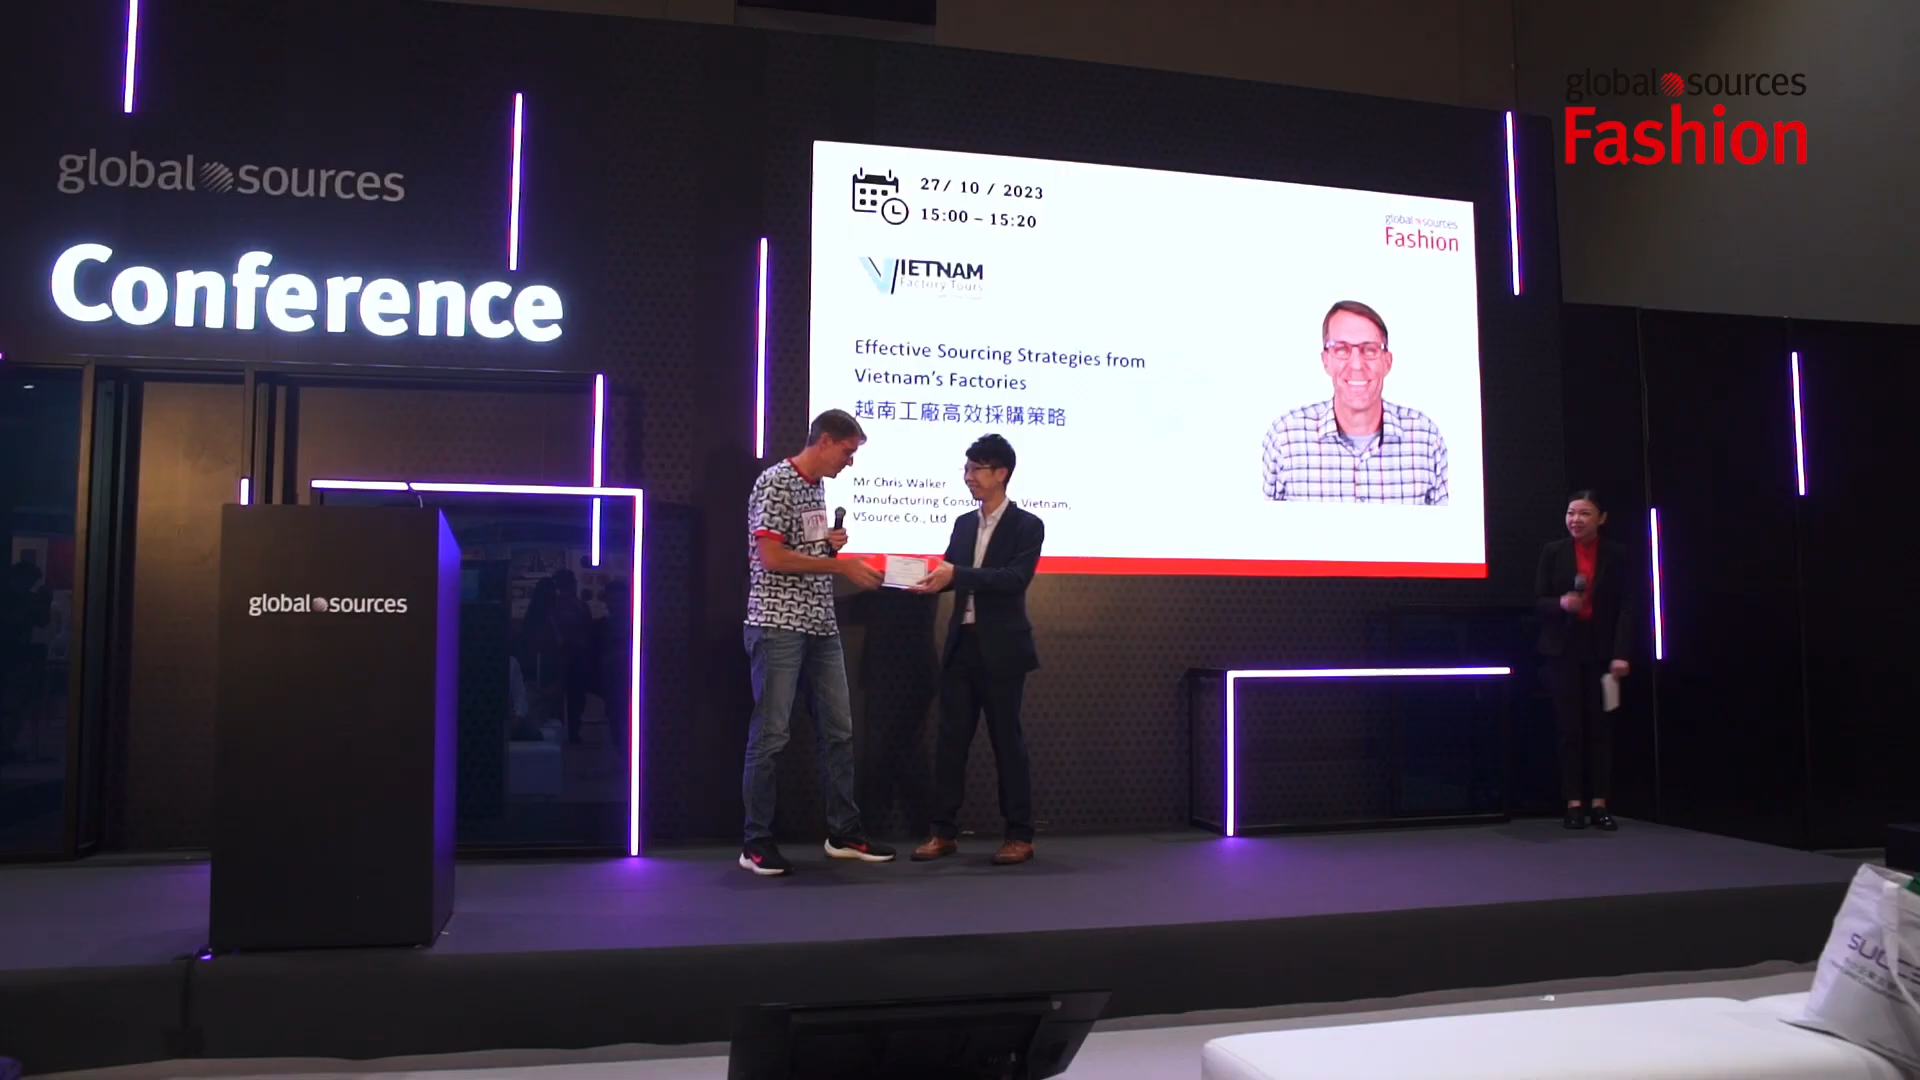 global sources
Fashion
global sources
Conference
27/ 10 / 2023
15:00 – 15:20
global sources
Fashion
VIETNAM
Factory Tours
Effective Sourcing Strategies from
Vietnam's Factories
越南工廠高效採購策略
Mr Chris Walker
Manufacturing Consu Vietnam,
VSource Co., Ltd
global sources